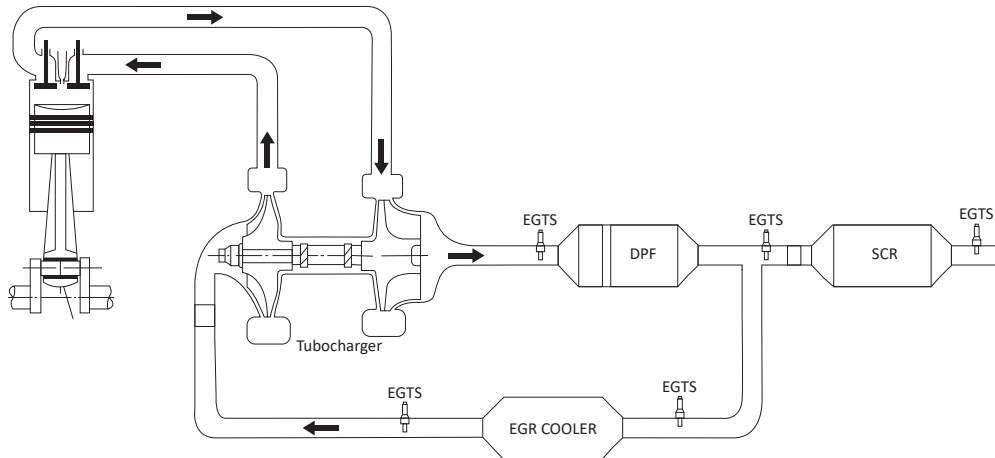 EGTS
EGTS
EGTS
DPF
SCR
Tubocharger
EGTS
EGTS
EGR COOLER